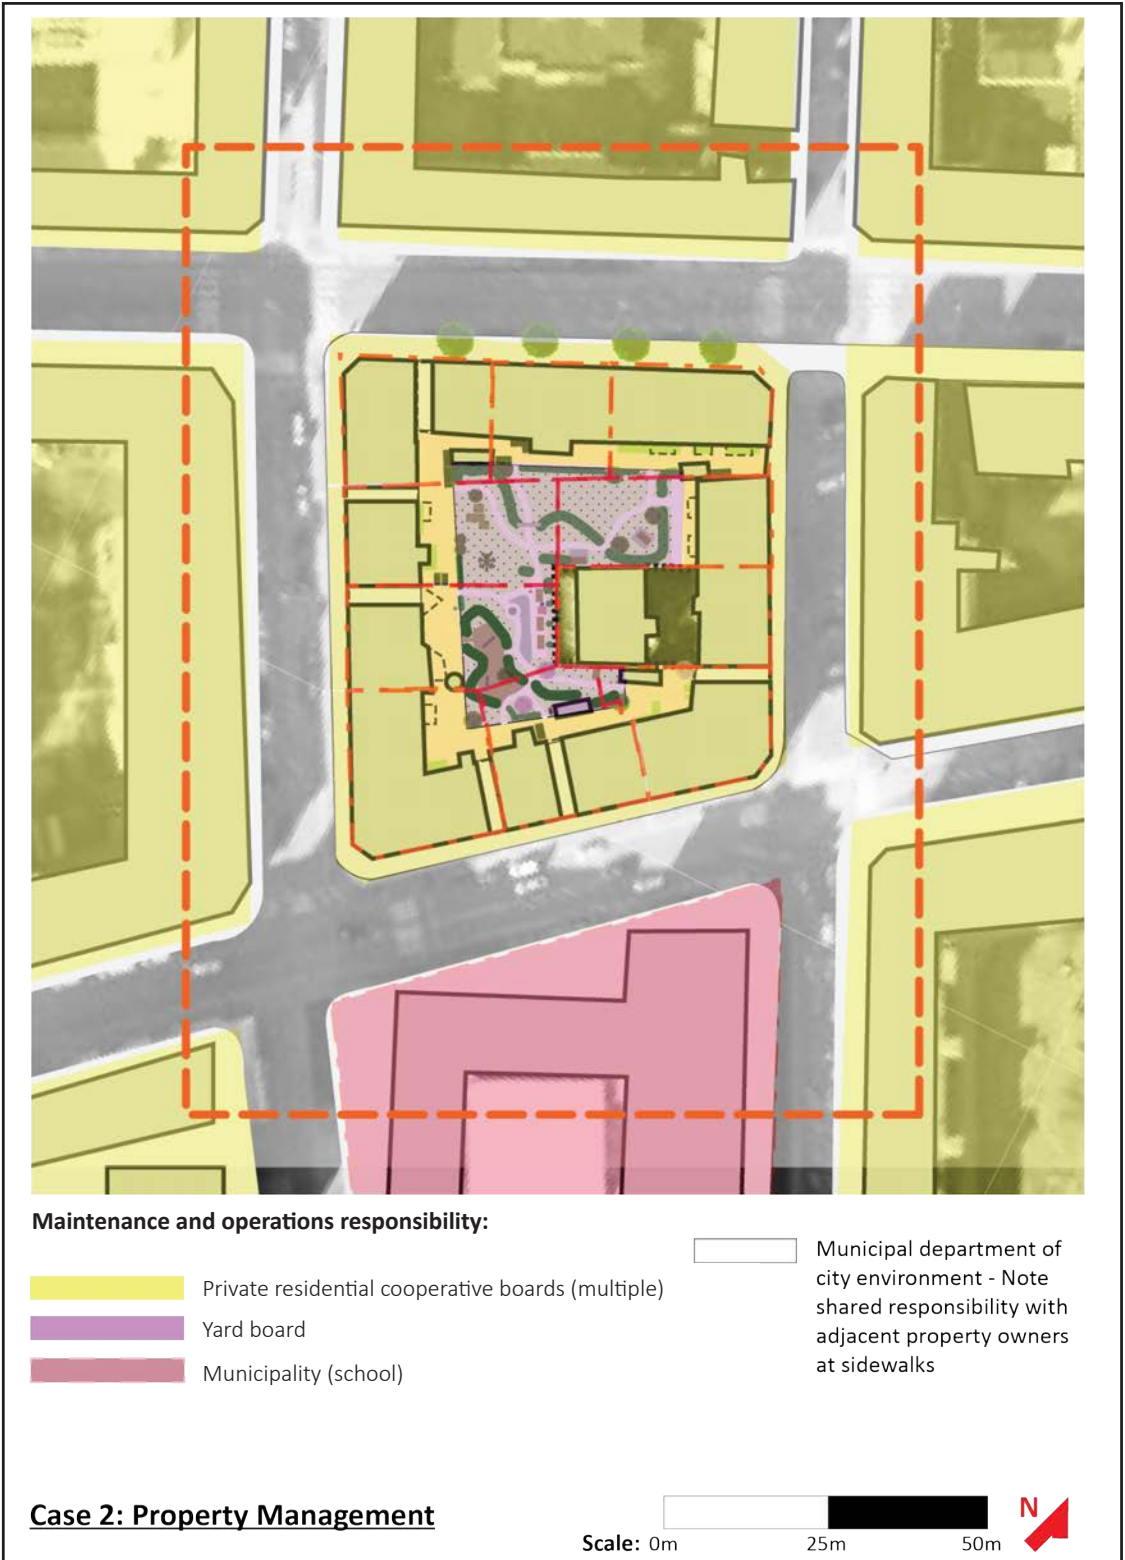 Maintenance and operations responsibility:
Private residential cooperative boards (multiple)
Yard board
Municipality (school)
Municipal department of
city environment - Note
shared responsibility with
adjacent property owners
at sidewalks
Case 2: Property Management
Scale: 0m 25m 50m
N